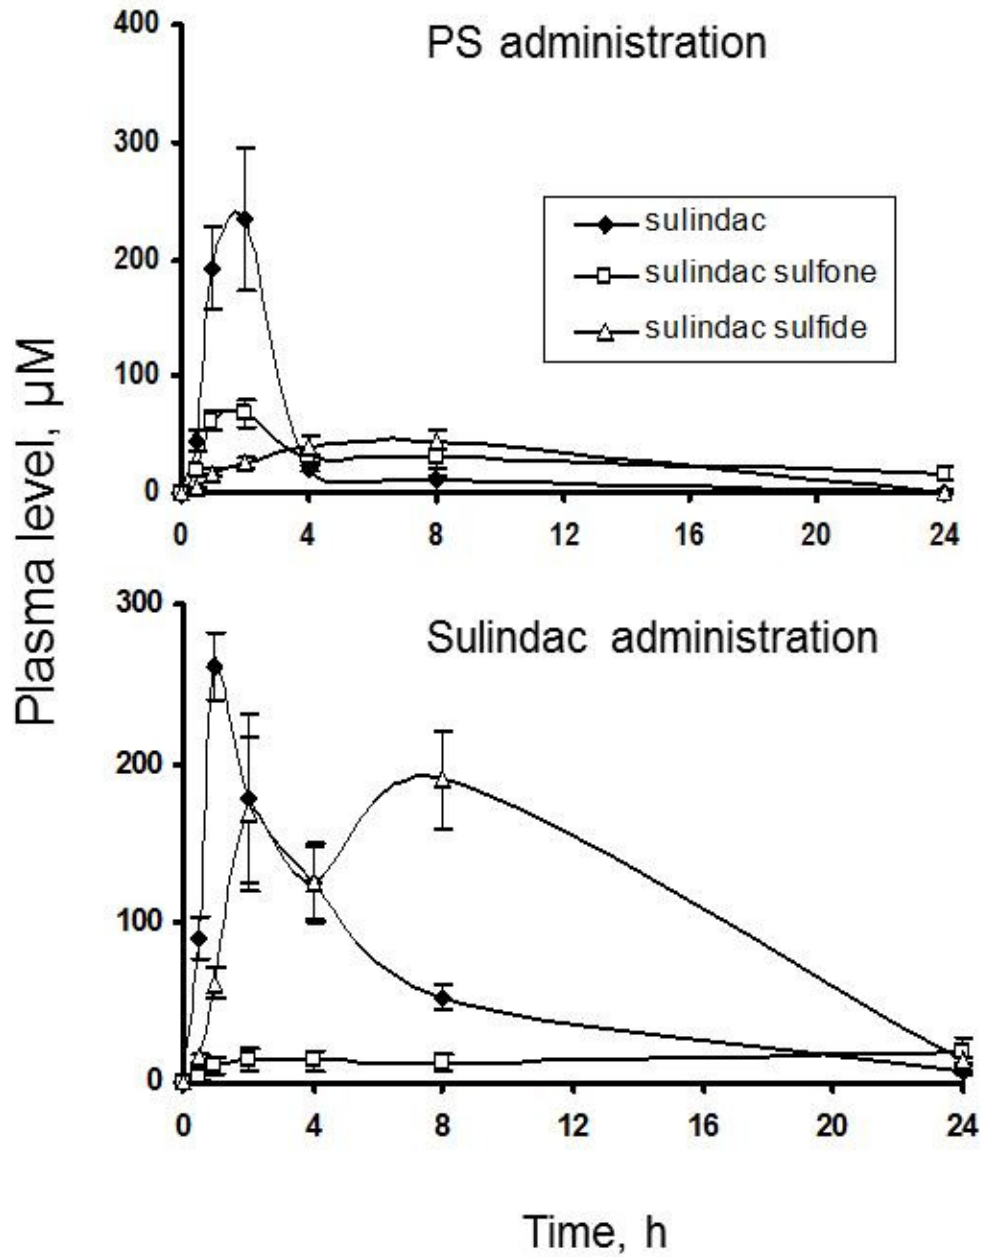 PS administration
400
300
200
100
0
sulindac
sulindac sulfone
sulindac sulfide
0 4 8 12 16 20 24
Plasma level, µM
Sulindac administration
300
200
100
0
0 4 8 12 16 20 24
Time, h